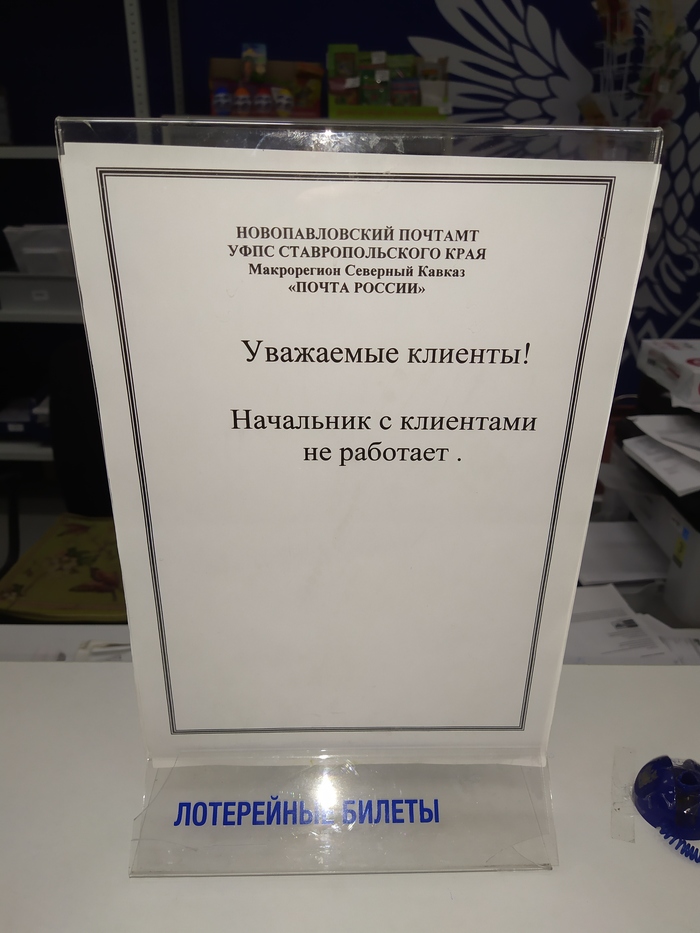 НОВОПАВЛОВСКИЙ ПОЧТАМТ
УФПС СТАВРОПОЛЬСКОГО КРАЯ
Макрорегион Северный Кавказ
«ПОЧТА РОССИИ»
Уважаемые клиенты!
Начальник с клиентами
не работает .
ЛОТЕРЕЙНЫЕ БИЛЕТЫ